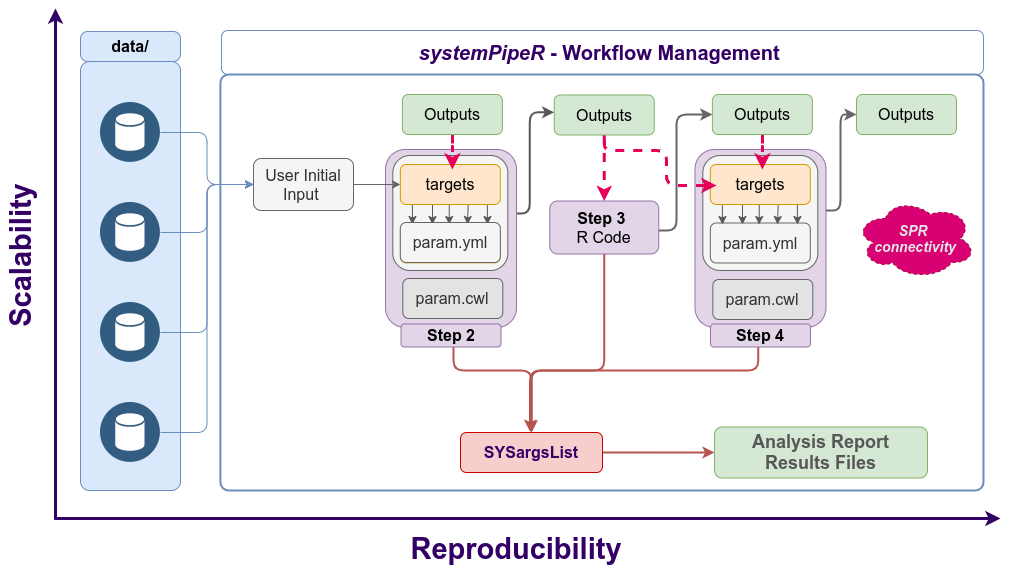 data/
systemPipeR - Workflow Management
Outputs
Outputs
Outputs
Outputs
User Initial
Input
targets
param.yml
param.cwl
Step 2
Step 3
R Code
targets
param.yml
param.cwl
Step 4
SPR
connectivity
SYSargsList
Analysis Report
Results Files
Scalability
Reproducibility